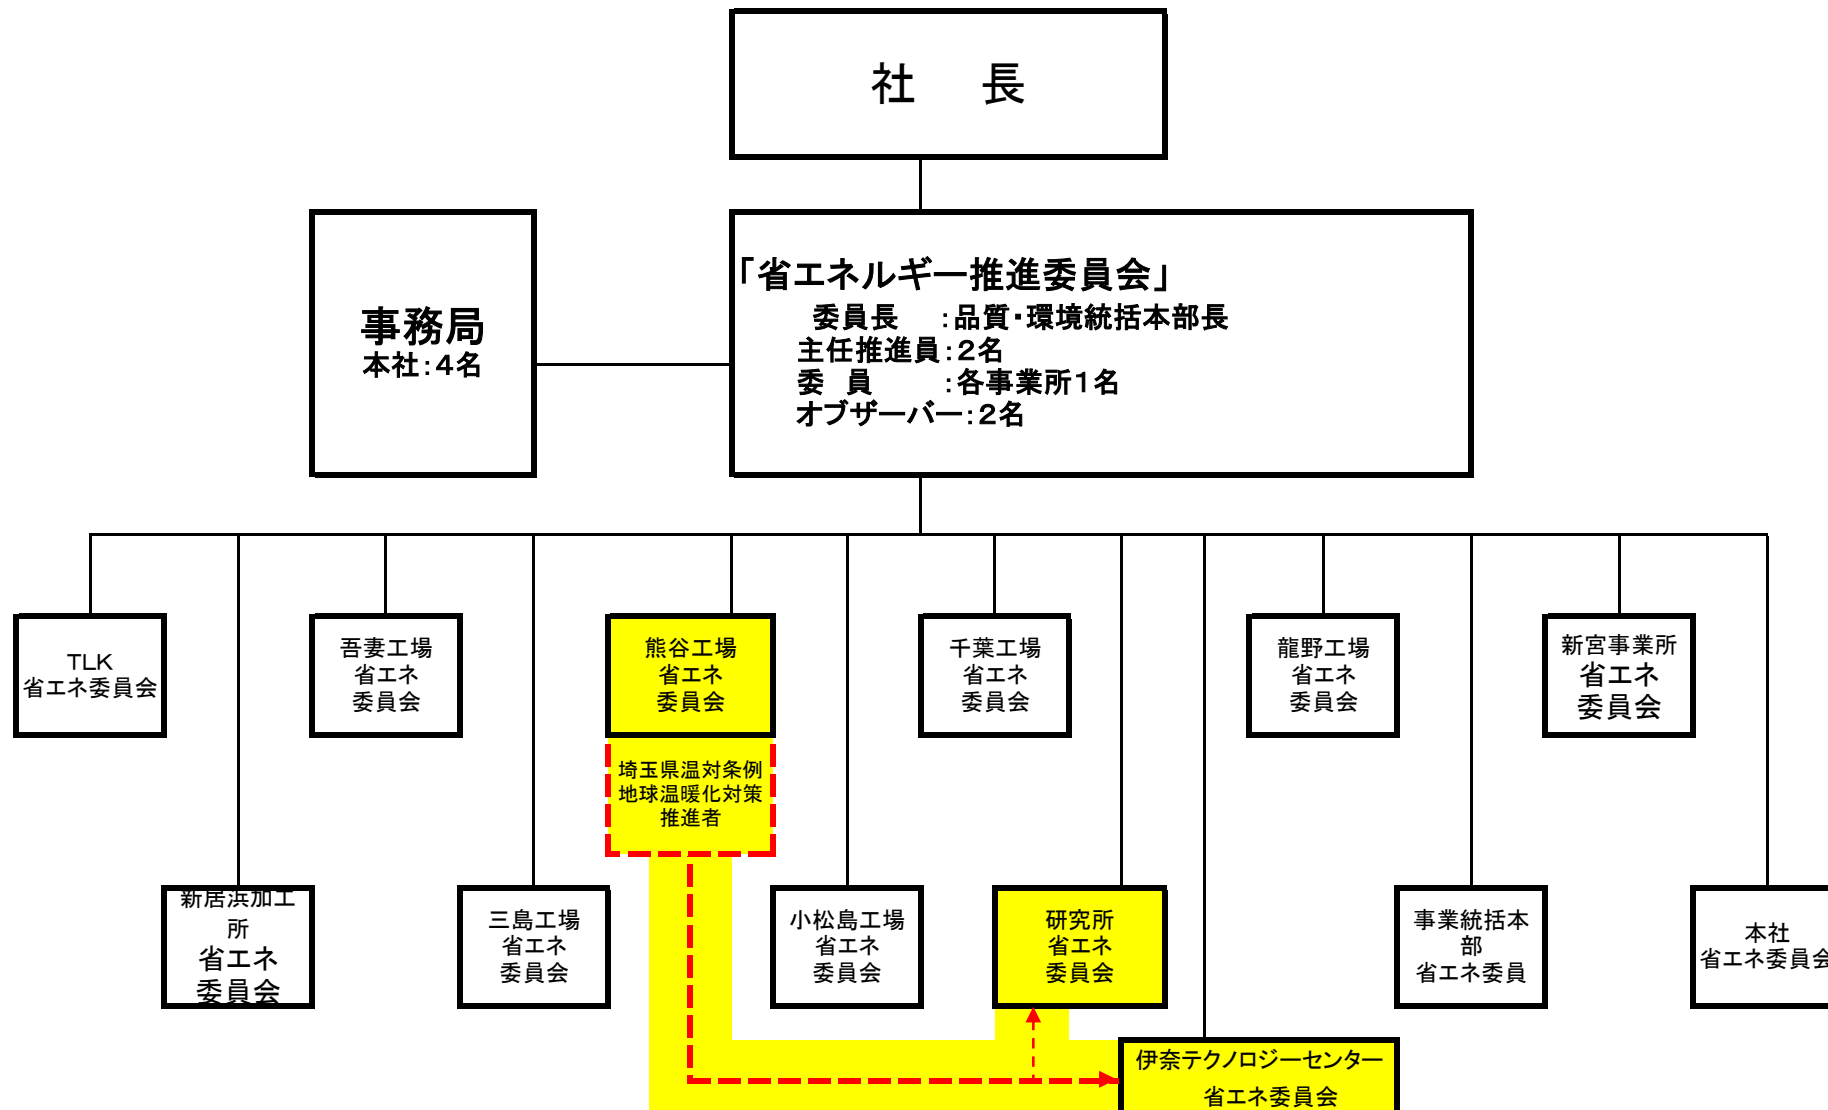 社　長
事務局
本社：4名
「省エネルギー推進委員会」
委員長　：品質・環境統括本部長
主任推進員：2名
委　員　　：各事業所1名
オブザーバー：2名
TLK
省エネ委員会
吾妻工場
省エネ
委員会
熊谷工場
省エネ
委員会
千葉工場
省エネ
委員会
龍野工場
省エネ
委員会
新宮事業所
省エネ
委員会
埼玉県温対条例
地球温暖化対策
推進者
新居浜加工
所
省エネ
委員会
三島工場
省エネ
委員会
小松島工場
省エネ
委員会
研究所
省エネ
委員会
事業統括本
部
省エネ委員
本社
省エネ委員会
伊奈テクノロジーセンター
省エネ委員会